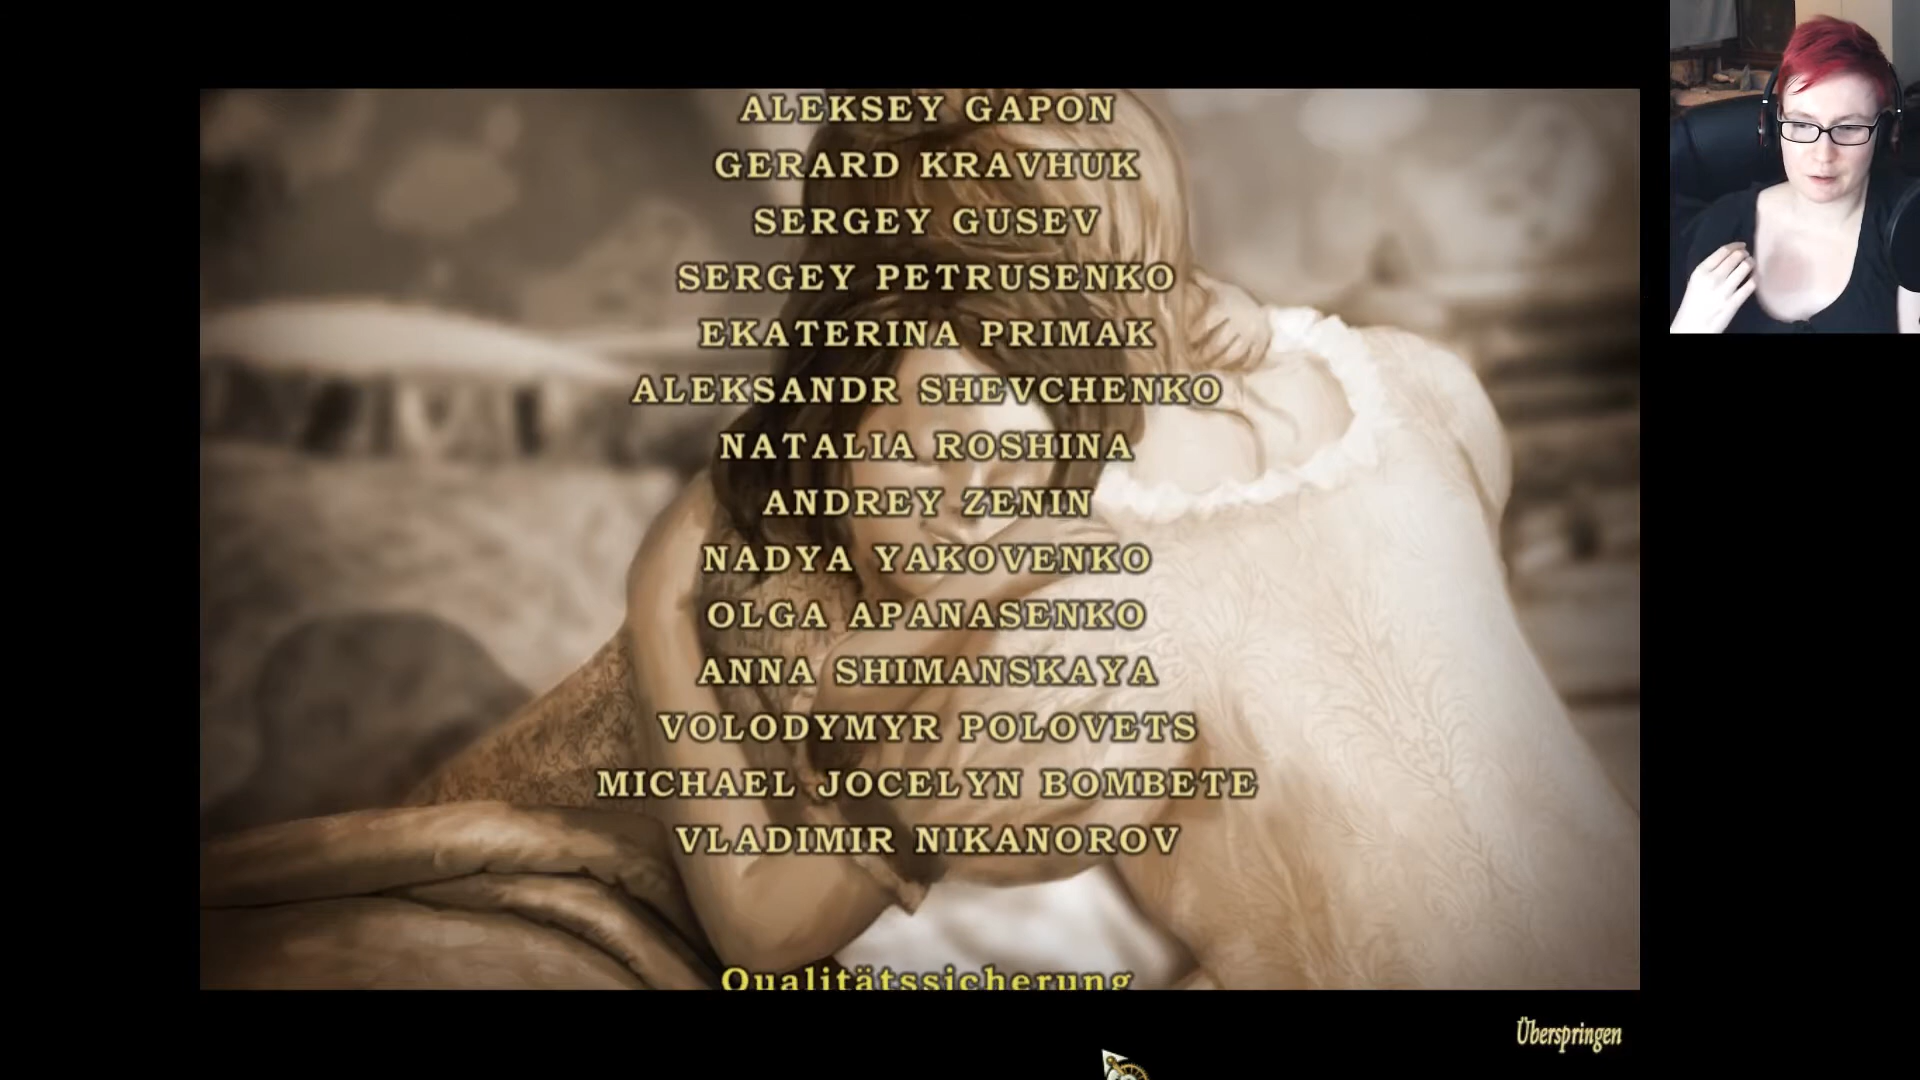 ALEKSEY GAPON
GERARD KRAVHUK
SERGEY GUSEV
SERGEY PETRUSENKO
EKATERINA PRIMAK
ALEKSANDR SHEVCHENKO
NATALIA ROSHINA
ANDREY ZENIN
NADYA YAKOVENKO
OLGA APANASENKO
ANNA SHIMANSKAYA
VOLODYMYR POLOVETS
MICHAEL JOCELYN BOMBETE
VLADIMIR NIKANOROV
Qualitätssicherung
Überspringen